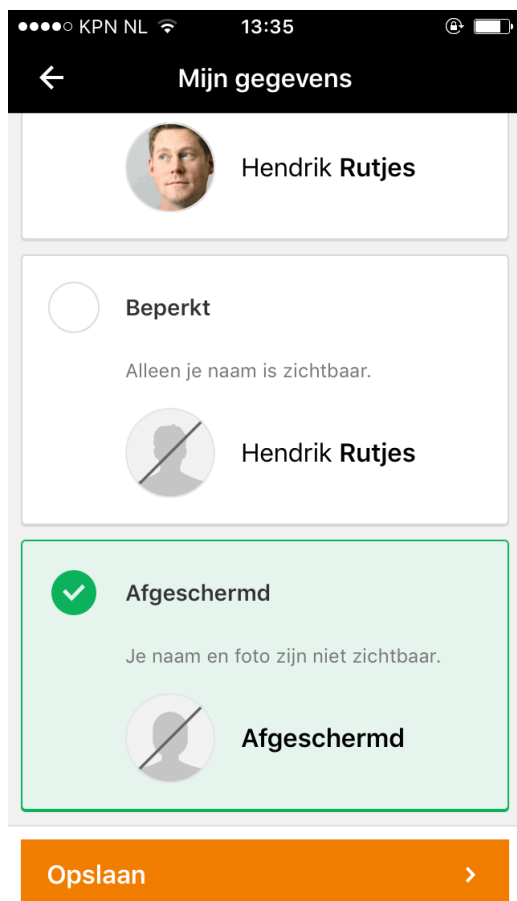 KPN NL 13:35
Mijn gegevens
Hendrik Rutjes
Beperkt
Alleen je naam is zichtbaar.
Hendrik Rutjes
Afgeschermd
Je naam en foto zijn niet zichtbaar.
Afgeschermd
Opslaan